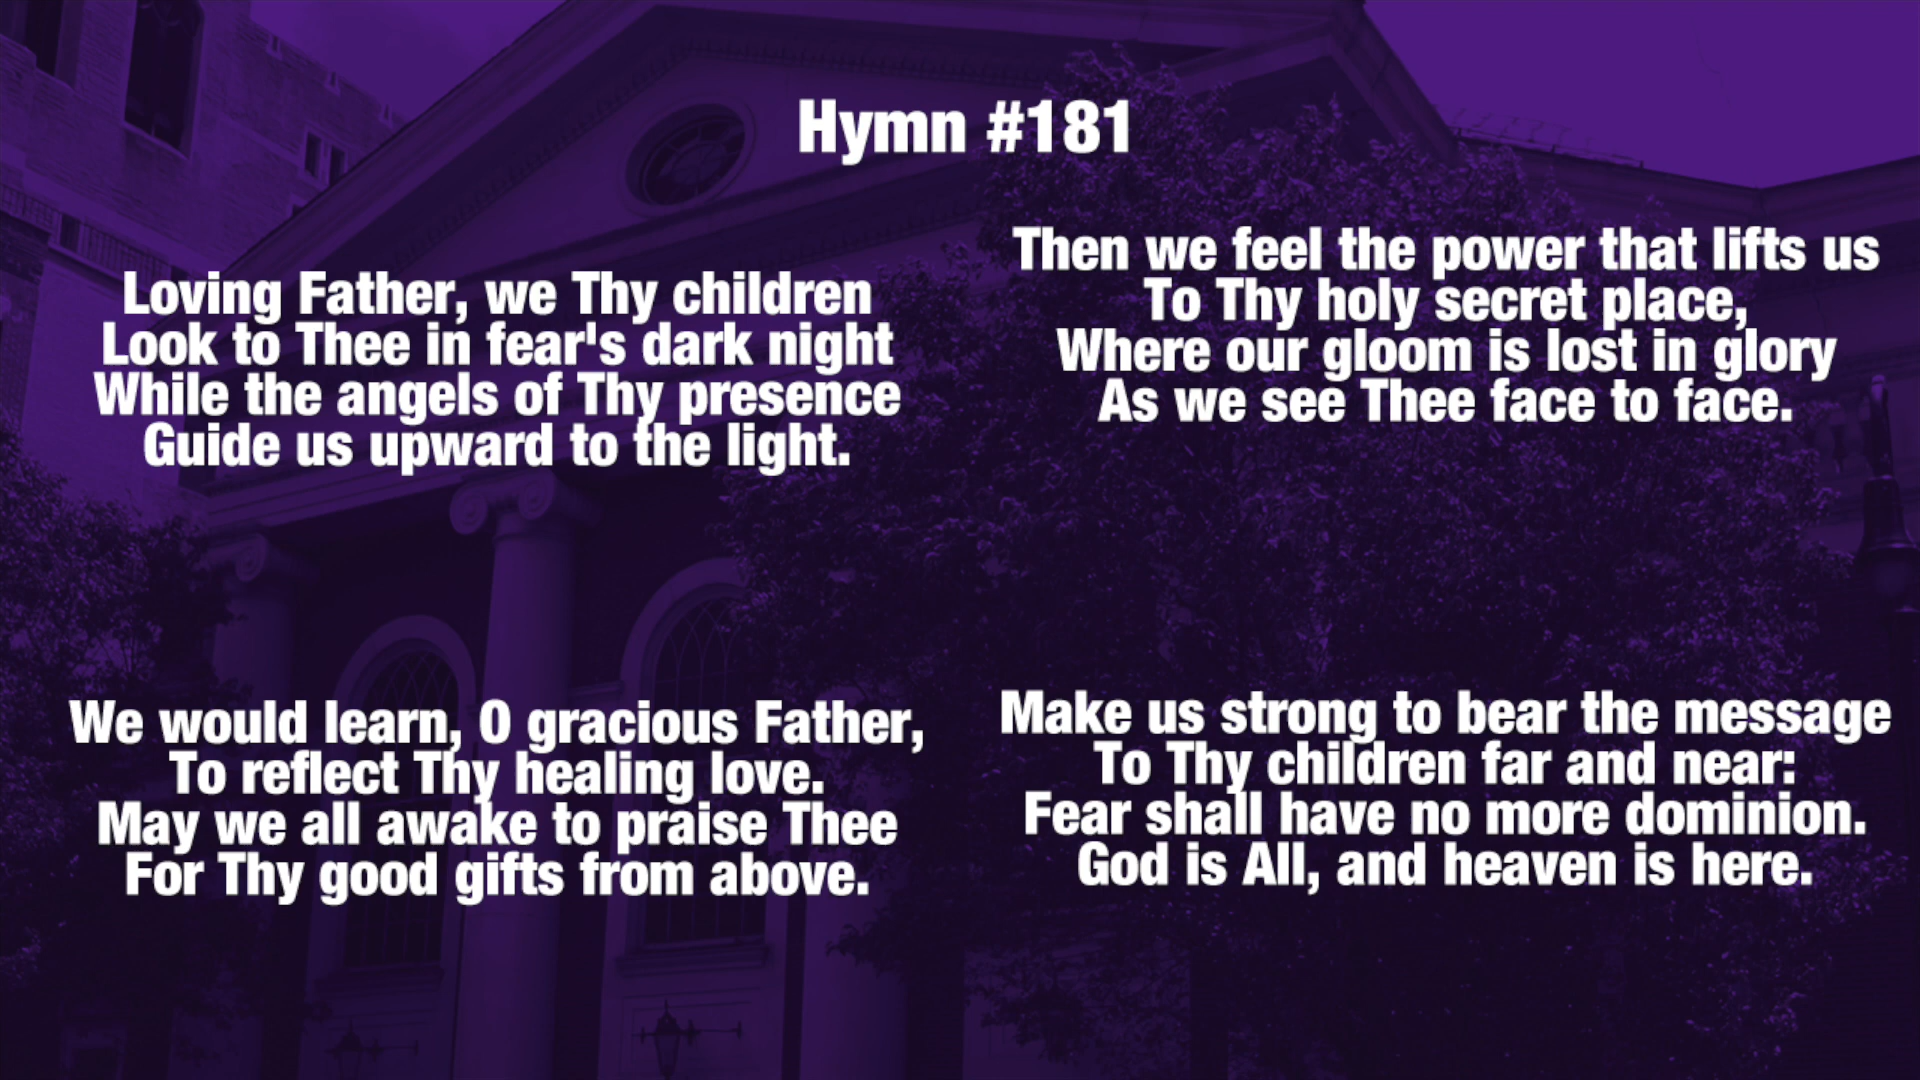 Hymn #181
Loving Father, we Thy children
Look to Thee in fear's dark night
While the angels of Thy presence
Guide us upward to the light.
Then we feel the power that lifts us
To Thy holy secret place,
Where our gloom is lost in glory
As we see Thee face to face.
We would learn, O gracious Father,
To reflect Thy healing love.
May we all awake to praise Thee
For Thy good gifts from above.
Make us strong to bear the message
To Thy children far and near:
Fear shall have no more dominion.
God is All, and heaven is here.